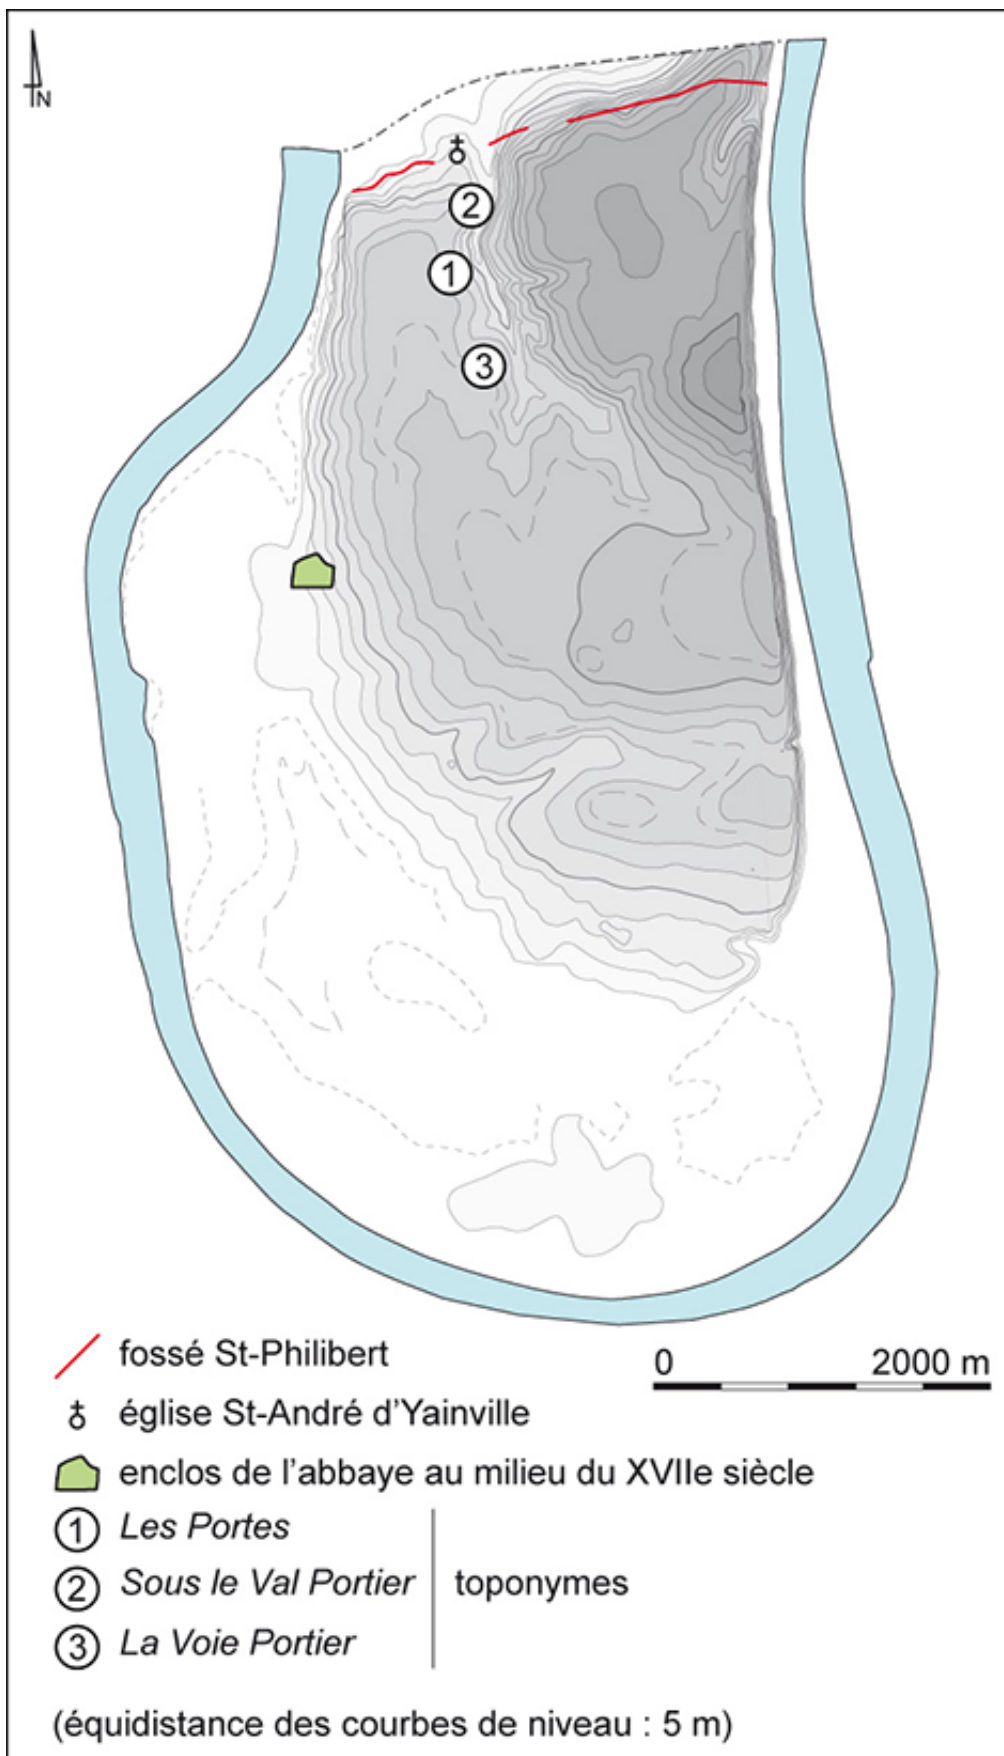 N
2
1
3
fossé St-Philibert
0 2000 m
église St-André d'Yainville
enclos de l'abbaye au milieu du XVIIe siècle
1 Les Portes
2 Sous le Val Portier toponymes
3 La Voie Portier
(équidistance des courbes de niveau : 5 m)